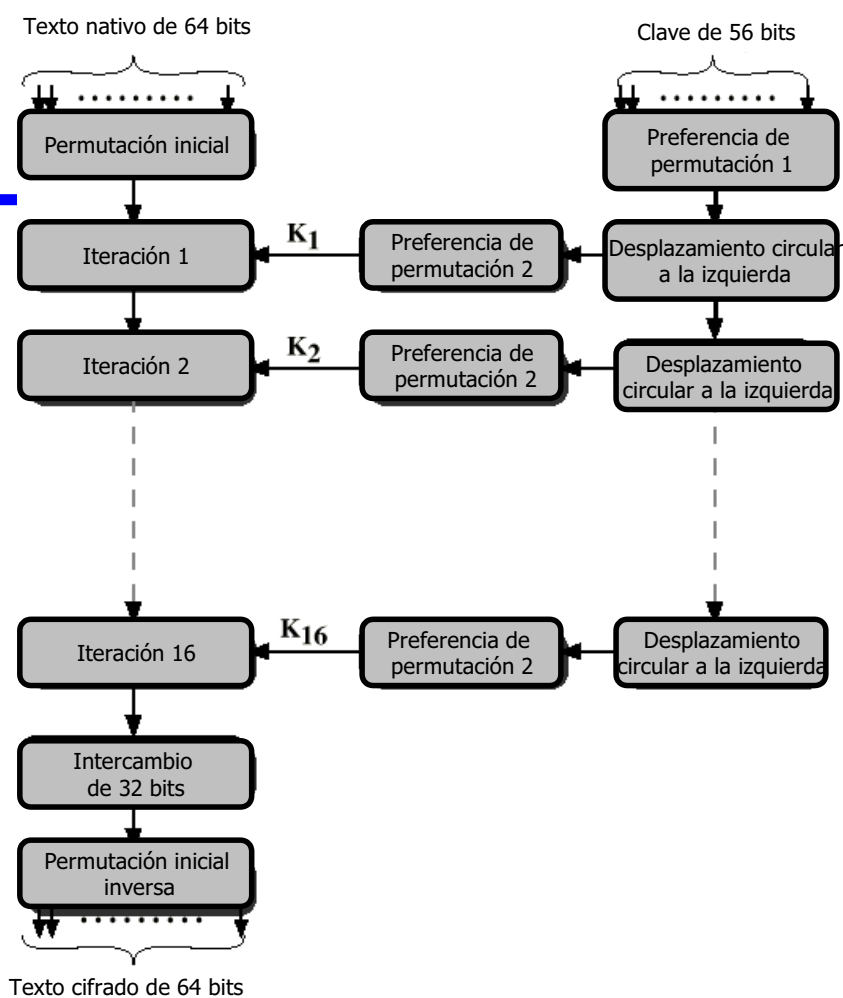 Texto nativo de 64 bits
Clave de 56 bits
Permutación inicial
Preferencia de
permutación 1
Iteración 1
K1
Preferencia de
permutación 2
Desplazamiento circular
a la izquierda
Iteración 2
K2
Preferencia de
permutación 2
Desplazamiento
circular a la izquierda
Iteración 16
K16
Preferencia de
permutación 2
Desplazamiento
circular a la izquierda
Intercambio
de 32 bits
Permutación inicial
inversa
Texto cifrado de 64 bits